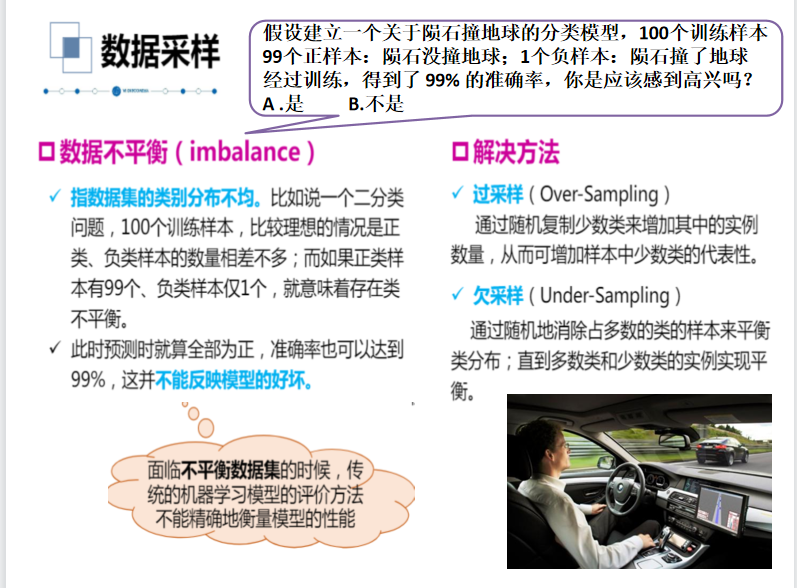 数据采样
假设建立一个关于陨石撞地球的分类模型，100个训练样本
99个正样本：陨石没撞地球；1个负样本：陨石撞了地球
经过训练，得到了 99% 的准确率，你是应该感到高兴吗？
A .是 B.不是
数据不平衡（imbalance）
指数据集的类别分布不均。比如说一个二分类
问题，100个训练样本，比较理想的情况是正
类、负类样本的数量相差不多；而如果正类样
本有99个、负类样本仅1个，就意味着存在类
不平衡。
此时预测时就算全部为正，准确率也可以达到
99%，这并不能反映模型的好坏。
面临不平衡数据集的时候，传
统的机器学习模型的评价方法
不能精确地衡量模型的性能
解决方法
过采样（Over-Sampling）
通过随机复制少数类来增加其中的实例
数量，从而可增加样本中少数类的代表性。
欠采样（Under-Sampling）
通过随机地消除占多数的类的样本来平衡
类分布；直到多数类和少数类的实例实现平
衡。